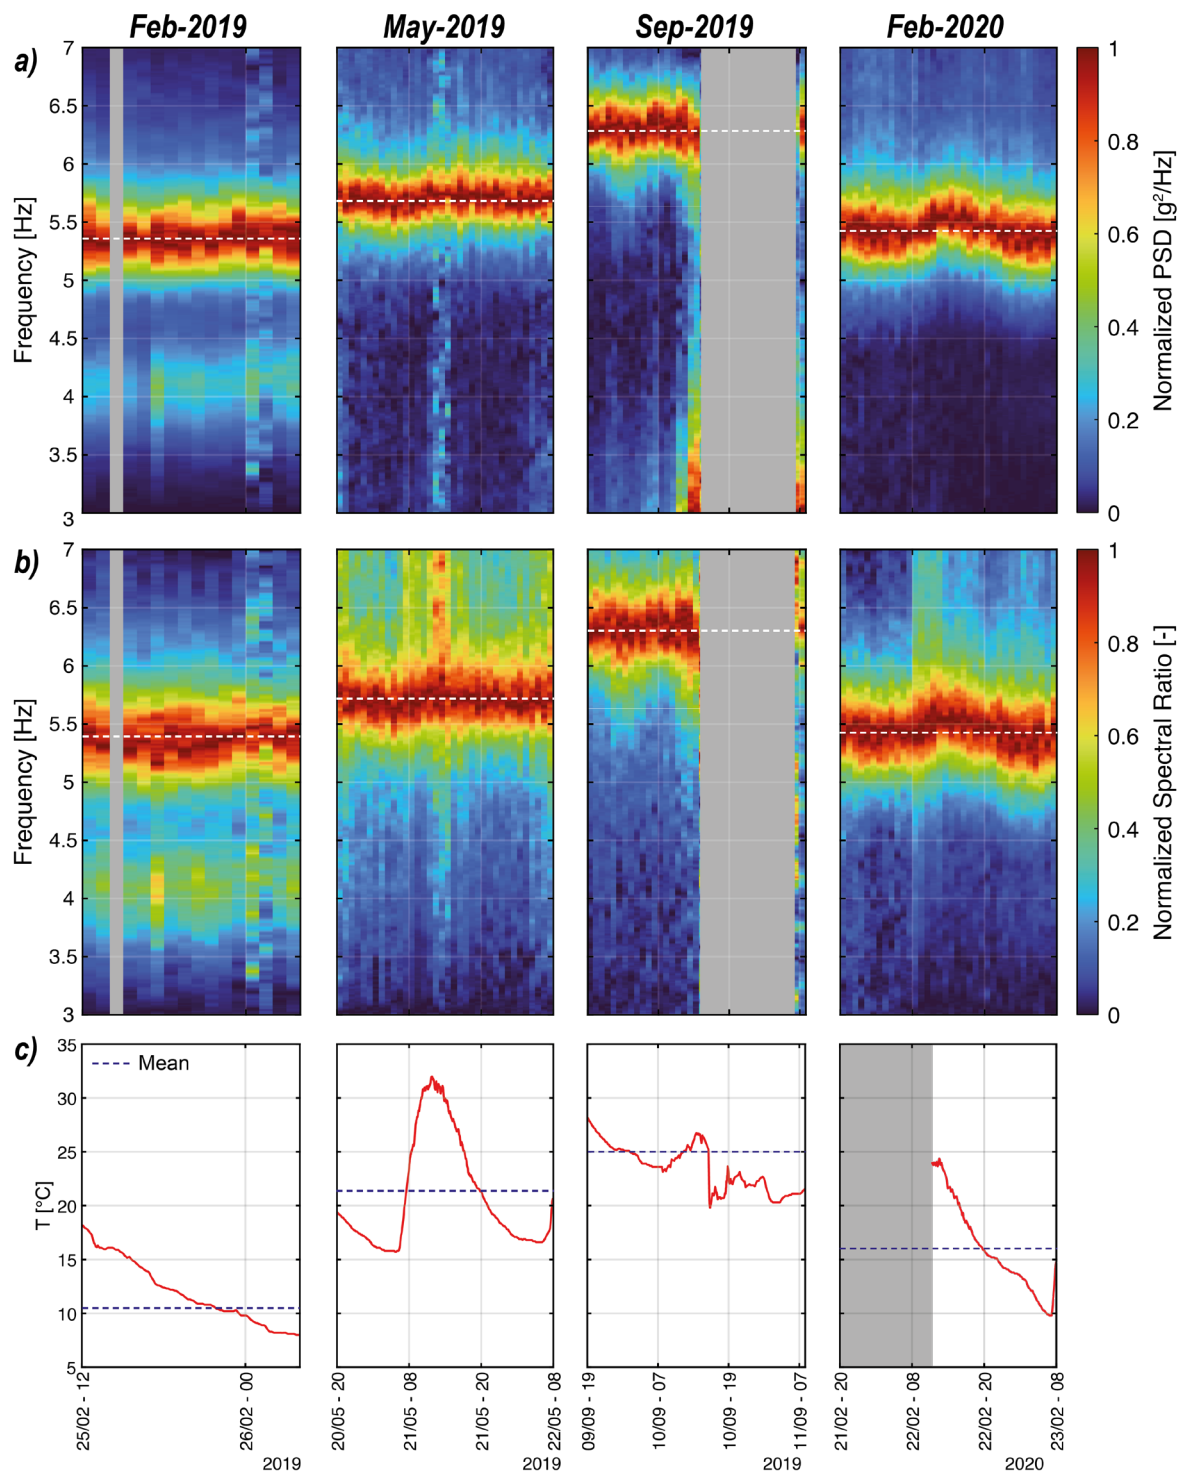 Feb-2019 May-2019 Sep-2019 Feb-2020
a)
Frequency [Hz]
7
6.5
6
5.5
5
4.5
4
3.5
3
1
0.8
0.6
0.4
0.2
0
Normalized PSD [g²/Hz]
b)
Frequency [Hz]
7
6.5
6
5.5
5
4.5
4
3.5
3
1
0.8
0.6
0.4
0.2
0
Normalized Spectral Ratio [-]
c)
T [°C]
35
30
25
20
15
10
5
Mean
25/02 - 12
26/02 - 00
2019
20/05 - 20
21/05 - 08
21/05 - 20
22/05 - 08
2019
09/09 - 19
10/09 - 07
10/09 - 19
11/09 - 07
2019
21/02 - 20
22/02 - 08
22/02 - 20
23/02 - 08
2020